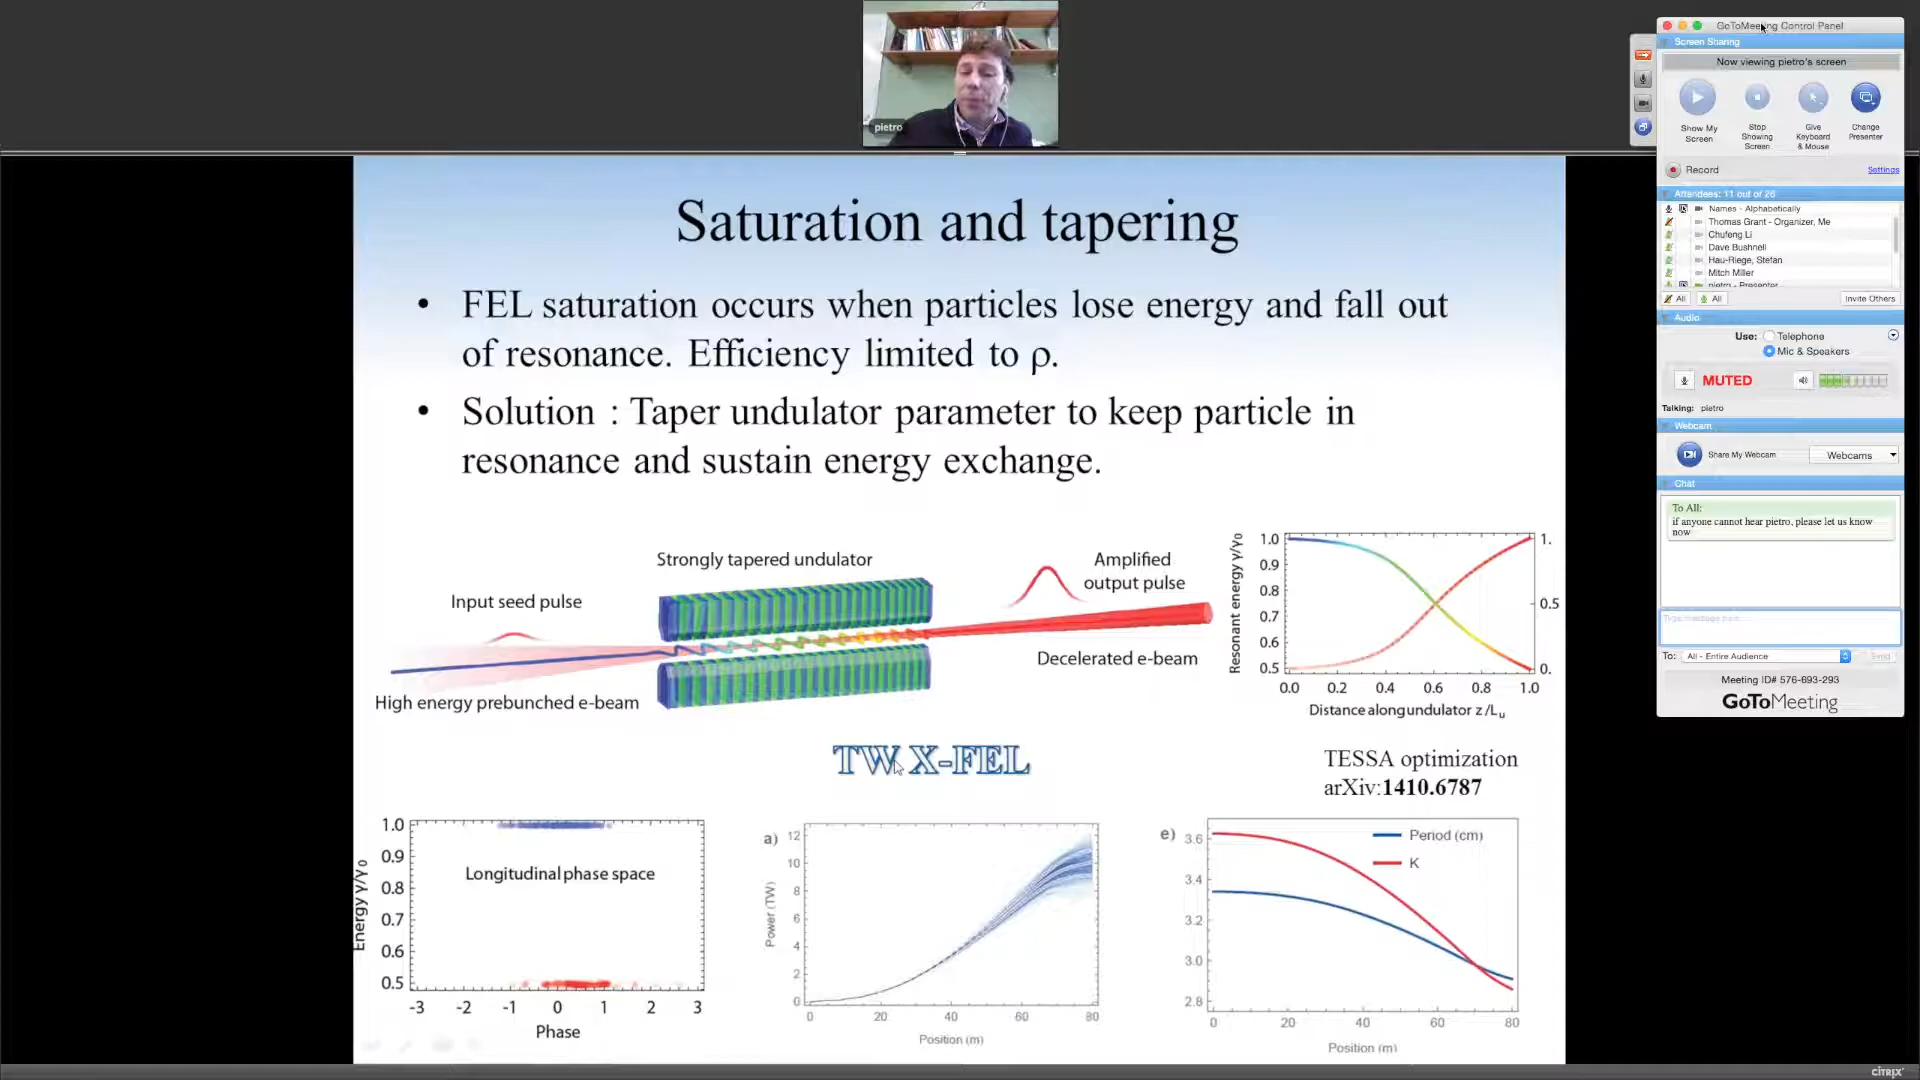 pietro
GoToMeeting Control Panel
Screen Sharing
Now viewing pietro's screen
Show My Screen
Stop Showing Screen
Give Keyboard & Mouse
Change Presenter
Record
Settings
Attendees: 11 out of 26
Names - Alphabetically
Thomas Grant - Organizer, Me
Chufeng Li
Dave Bushnell
Hau-Riege, Stefan
Mitch Miller
pietro - Presenter
All
All
Invite Others
Audio
Use:
Telephone
Mic & Speakers
MUTED
Talking: pietro
Webcam
Share My Webcam
Webcams
Chat
To All:
if anyone cannot hear pietro, please let us know
now
Type message here
To: All - Entire Audience
Send
Meeting ID# 576-693-293
GoToMeeting
Saturation and tapering
• FEL saturation occurs when particles lose energy and fall out
of resonance. Efficiency limited to ρ.
• Solution : Taper undulator parameter to keep particle in
resonance and sustain energy exchange.
Strongly tapered undulator
Input seed pulse
Amplified
output pulse
Decelerated e-beam
High energy prebunched e-beam
Resonant energy γ/γ0
1.0
0.9
0.8
0.7
0.6
0.5
1.
0.5
0.
0.0 0.2 0.4 0.6 0.8 1.0
Distance along undulator z /Lu
TW X-FEL
TESSA optimization
arXiv:1410.6787
Energy γ/γ0
1.0
0.9
0.8
0.7
0.6
0.5
Longitudinal phase space
-3 -2 -1 0 1 2 3
Phase
a)
Power (TW)
12
10
8
6
4
2
0
0 20 40 60 80
Position (m)
e)
3.6
3.4
3.2
3.0
2.8
Period (cm)
K
0 20 40 60 80
Position (m)
CITRIX